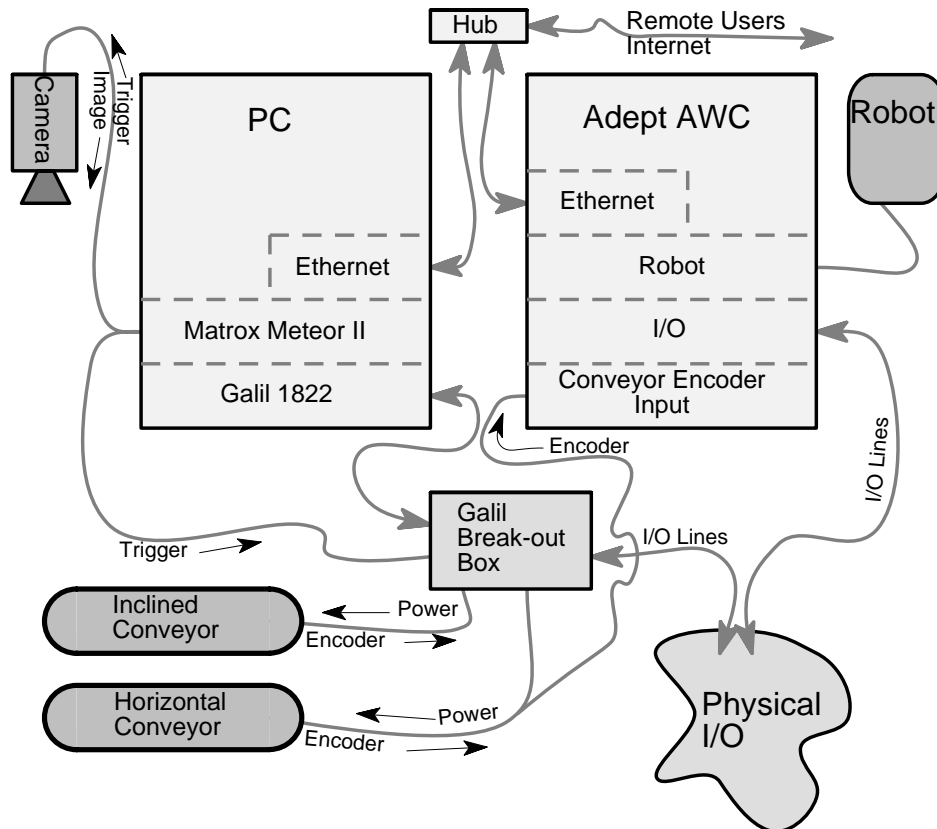 Hub
Remote Users
Internet
Camera
Trigger
Image
PC
Adept AWC
Robot
Ethernet
Ethernet
Robot
Matrox Meteor II
I/O
Galil 1822
Conveyor Encoder
Input
Encoder
I/O Lines
Galil
Break-out
Box
I/O Lines
Trigger
Inclined
Conveyor
Power
Encoder
Horizontal
Conveyor
Power
Encoder
Physical
I/O